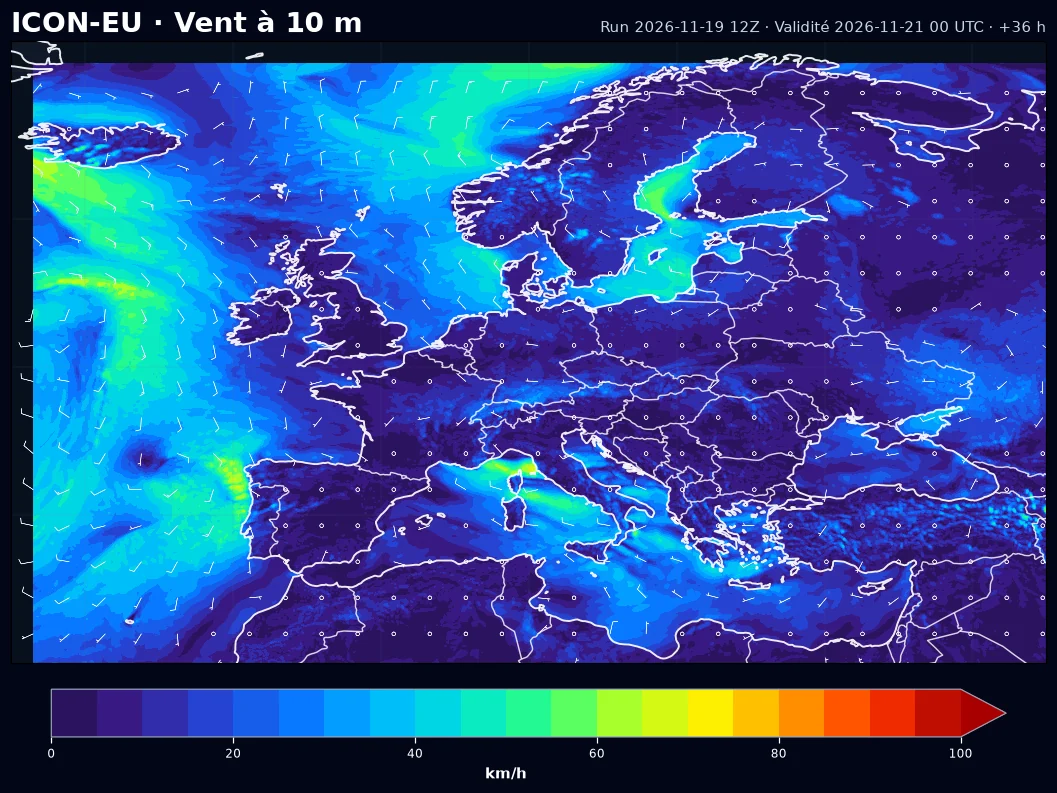 ICON-EU · Vent à 10 m
Run 2026-11-19 12Z · Validité 2026-11-21 00 UTC · +36 h
0 20 40 60 80 100
km/h